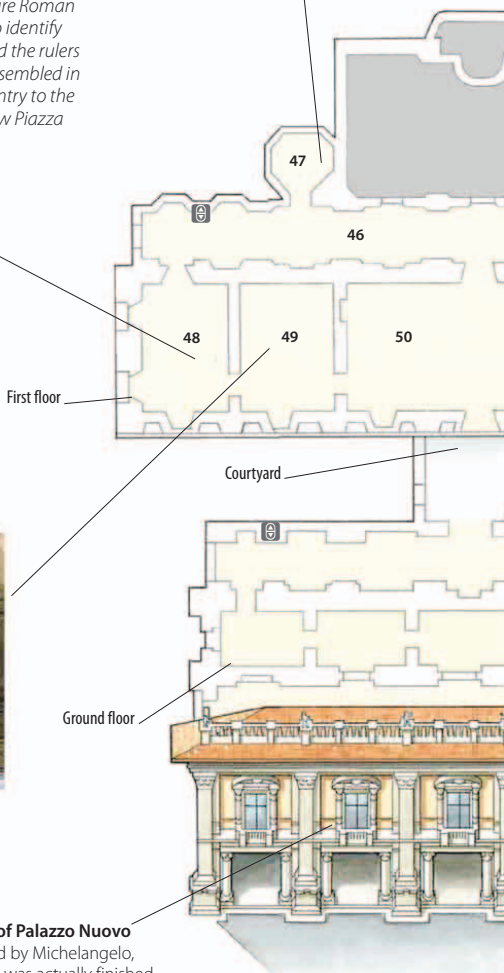 are Roman
o identify
d the rulers
sembled in
ntry to the
w Piazza
47
46
48
49
50
First floor
Courtyard
Ground floor
of Palazzo Nuovo
d by Michelangelo,
was actually finished